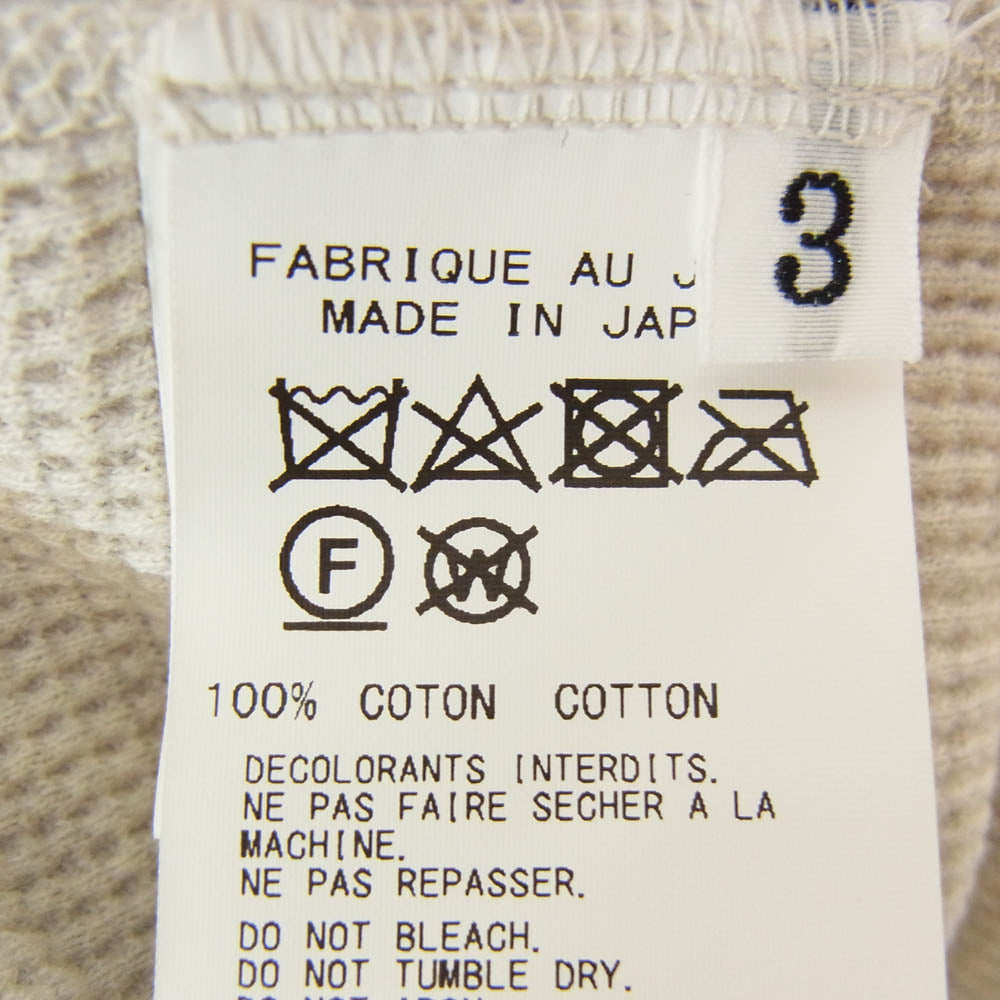 3
FABRIQUE AU
MADE IN JAP
F
W
100% COTON COTTON
DECOLORANTS INTERDITS.
NE PAS FAIRE SECHER A LA
MACHINE.
NE PAS REPASSER.
DO NOT BLEACH.
DO NOT TUMBLE DRY.